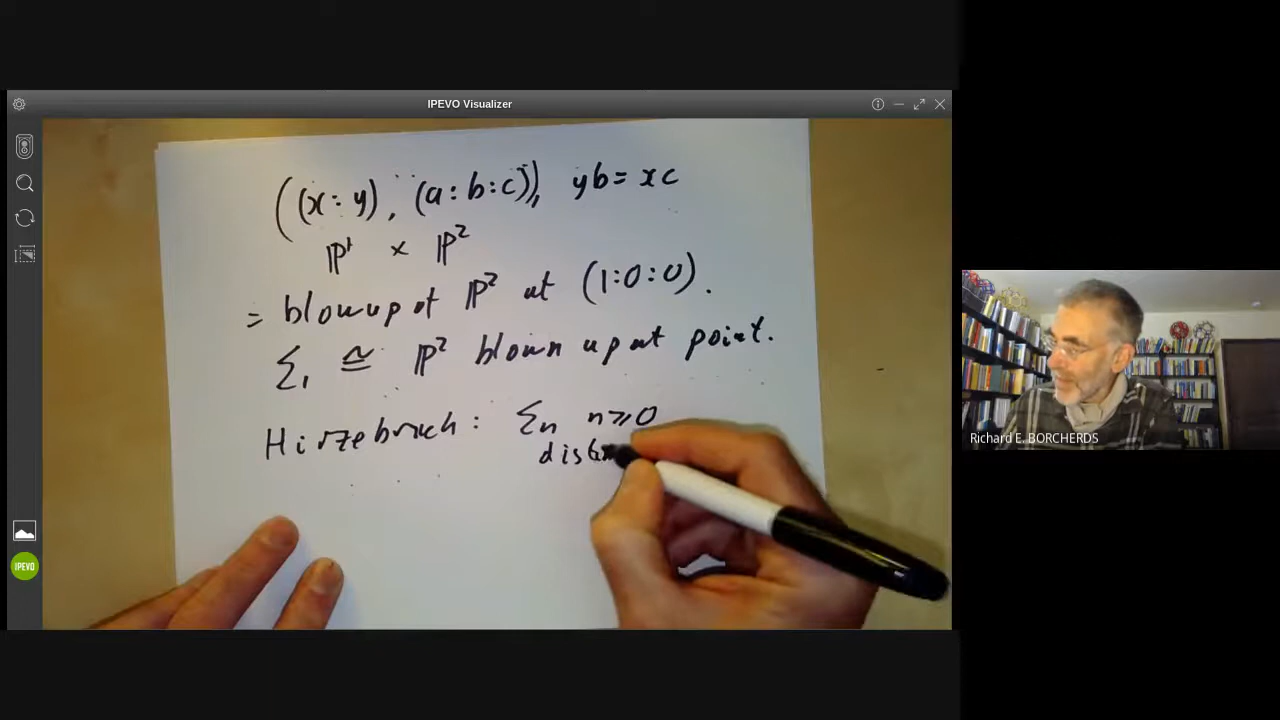 IPEVO Visualizer
((x : y), (a : b : c)), yb = xc
ℙ¹ × ℙ²
= blowup of ℙ² at (1:0:0).
Σ₁ ≅ ℙ² blown up at point.
Hirzebruch: Σₙ n ≥ 0
Richard E. BORCHERDS
IPEVO